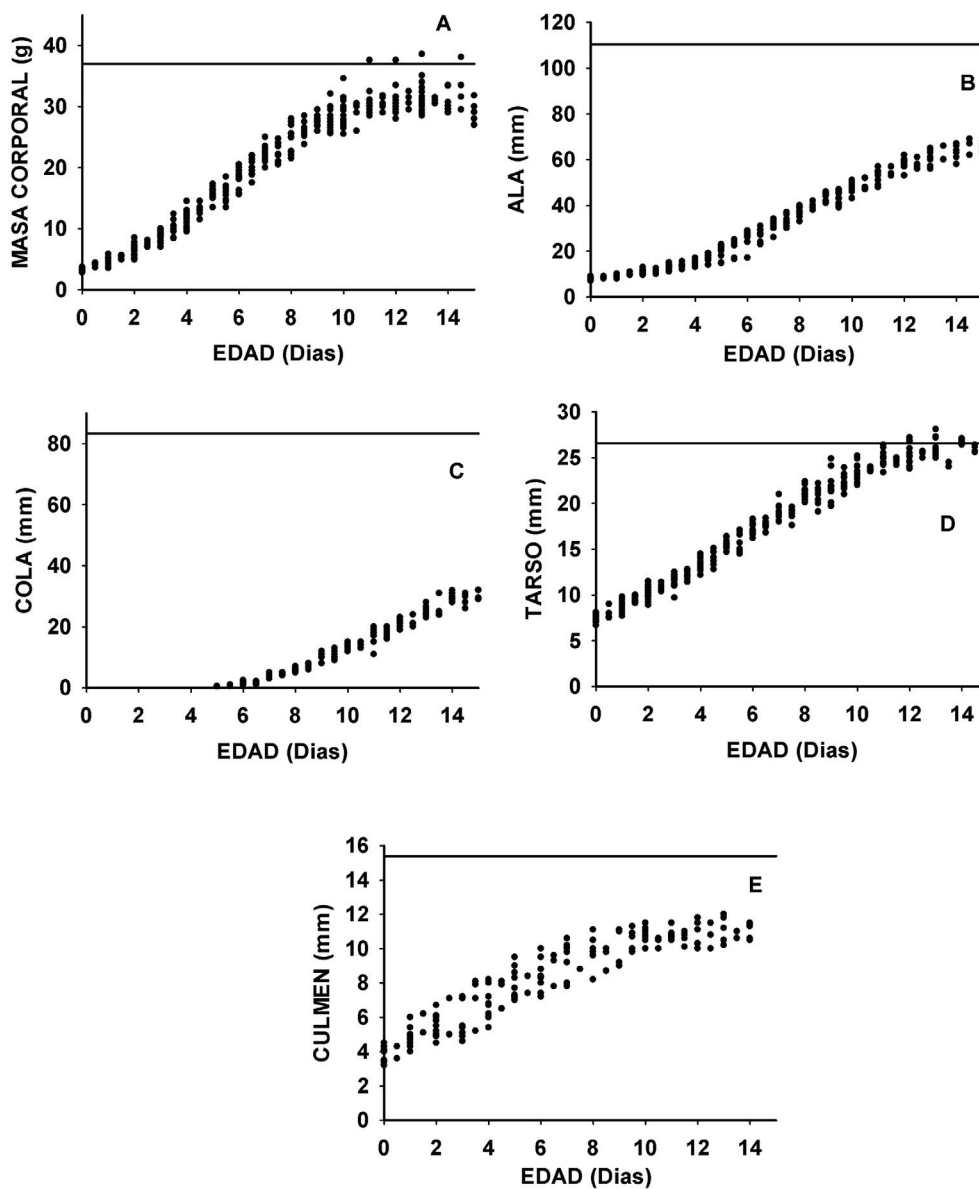 A
MASA CORPORAL (g)
40
30
20
10
0
0 2 4 6 8 10 12 14
EDAD (Dias)
B
ALA (mm)
120
100
80
60
40
20
0
0 2 4 6 8 10 12 14
EDAD (Dias)
C
COLA (mm)
80
60
40
20
0
0 2 4 6 8 10 12 14
EDAD (Dias)
D
TARSO (mm)
30
25
20
15
10
5
0
0 2 4 6 8 10 12 14
EDAD (Dias)
E
CULMEN (mm)
16
14
12
10
8
6
4
2
0
0 2 4 6 8 10 12 14
EDAD (Dias)